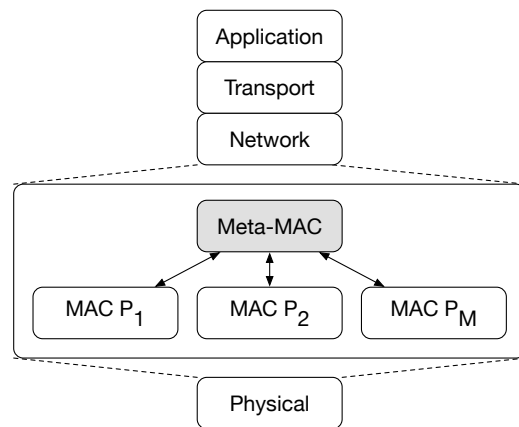 Application
Transport
Network
Meta-MAC
MAC P1 MAC P2 MAC PM
Physical